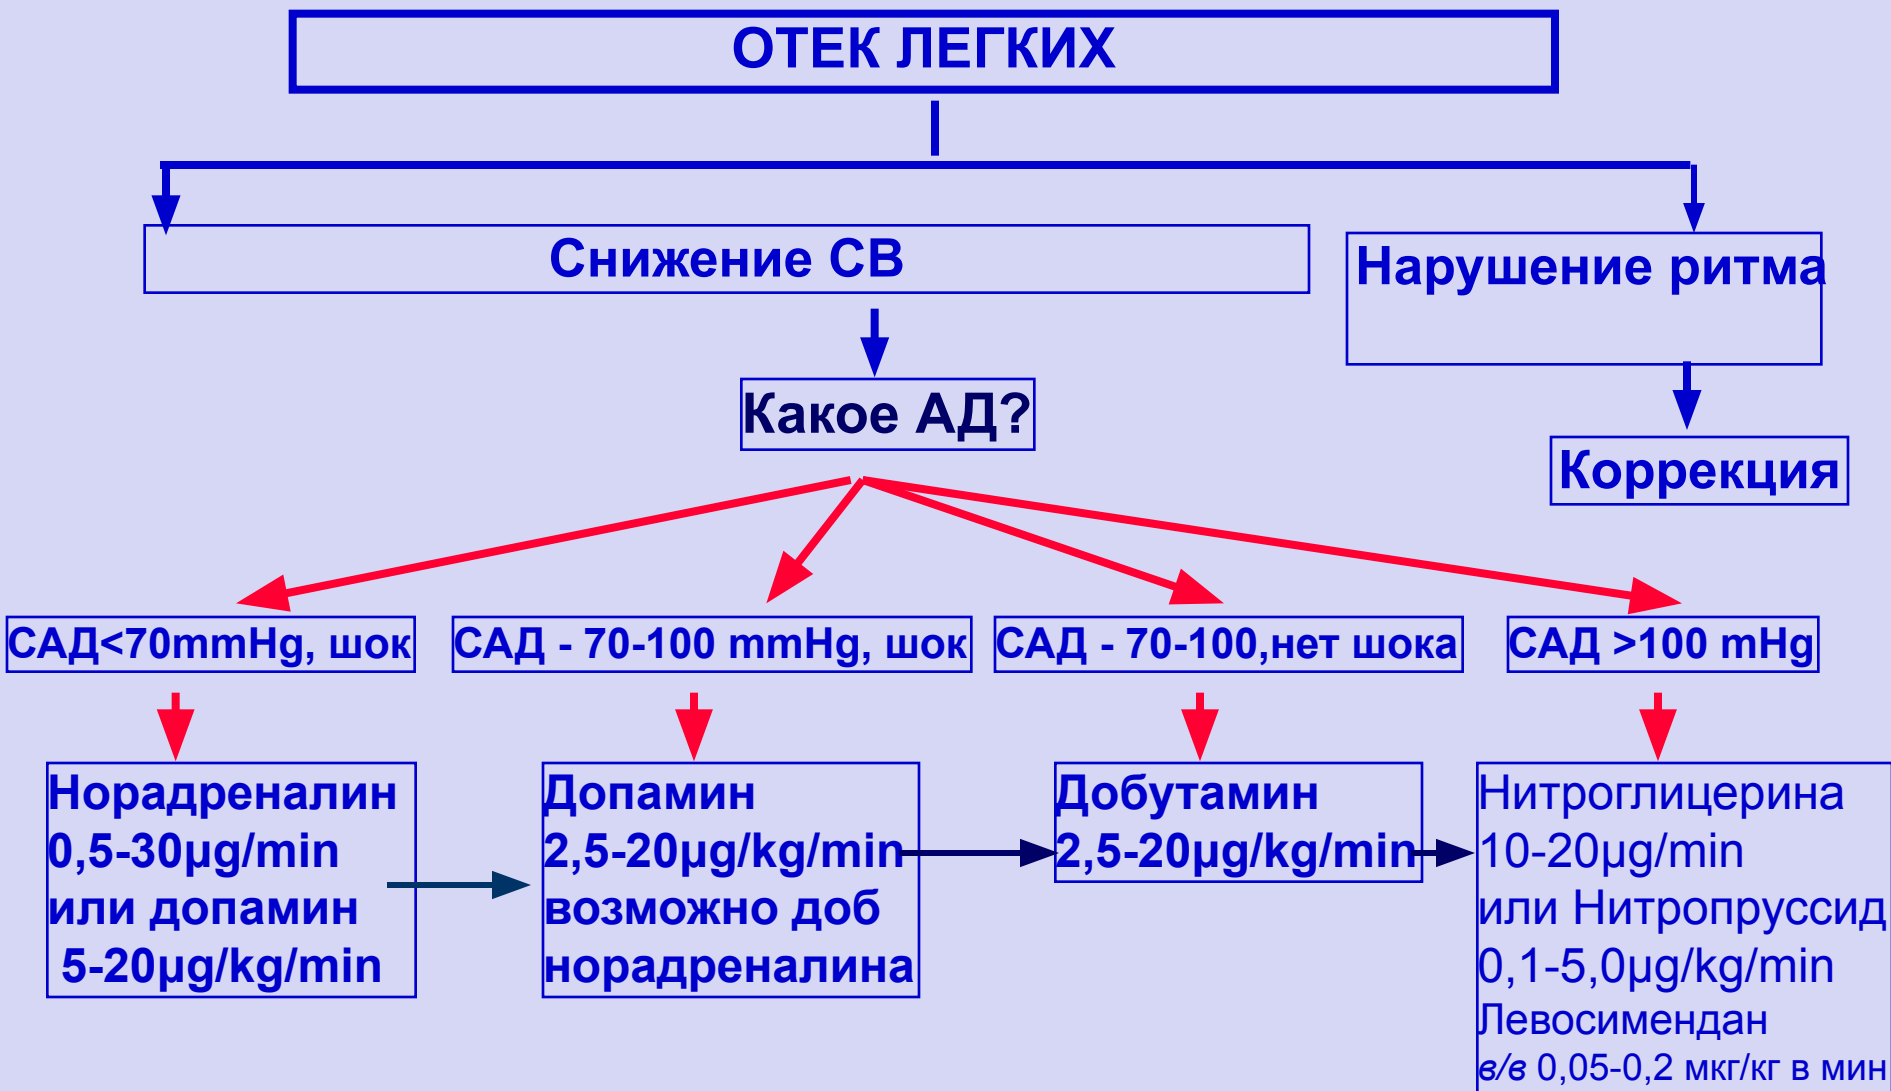 ОТЕК ЛЕГКИХ
Снижение СВ
Нарушение ритма
Какое АД?
Коррекция
САД<70mmHg, шок
САД - 70-100 mmHg, шок
САД - 70-100,нет шока
САД >100 mHg
Норадреналин
0,5-30µg/min
или допамин
5-20µg/kg/min
Допамин
2,5-20µg/kg/min
возможно доб
норадреналина
Добутамин
2,5-20µg/kg/min
Нитроглицерина
10-20µg/min
или Нитропруссид
0,1-5,0µg/kg/min
Левосимендан
в/в 0,05-0,2 мкг/кг в мин